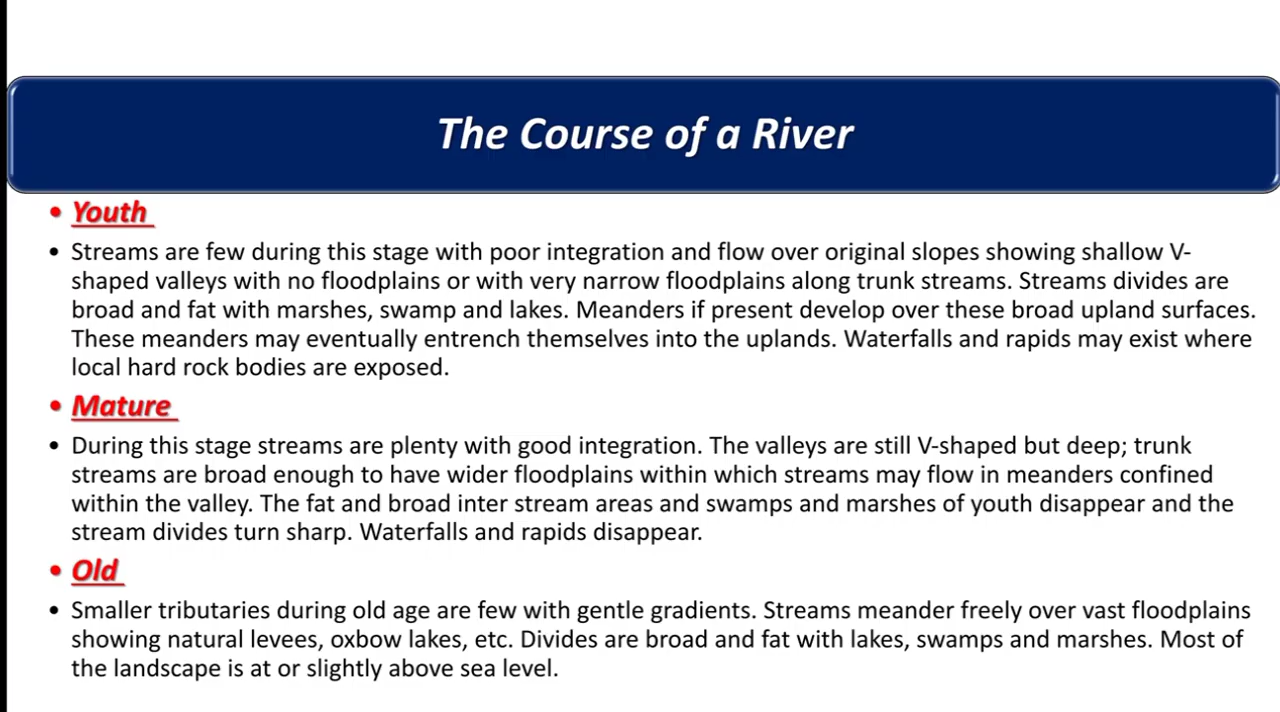 The Course of a River
• Youth
• Streams are few during this stage with poor integration and flow over original slopes showing shallow V-
shaped valleys with no floodplains or with very narrow floodplains along trunk streams. Streams divides are
broad and fat with marshes, swamp and lakes. Meanders if present develop over these broad upland surfaces.
These meanders may eventually entrench themselves into the uplands. Waterfalls and rapids may exist where
local hard rock bodies are exposed.
• Mature
• During this stage streams are plenty with good integration. The valleys are still V-shaped but deep; trunk
streams are broad enough to have wider floodplains within which streams may flow in meanders confined
within the valley. The fat and broad inter stream areas and swamps and marshes of youth disappear and the
stream divides turn sharp. Waterfalls and rapids disappear.
• Old
• Smaller tributaries during old age are few with gentle gradients. Streams meander freely over vast floodplains
showing natural levees, oxbow lakes, etc. Divides are broad and fat with lakes, swamps and marshes. Most of
the landscape is at or slightly above sea level.